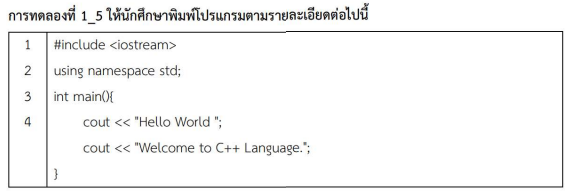 การทดลองที่ 1_5 ให้นักศึกษาพิมพ์โปรแกรมตามรายละเอียดต่อไปนี้
1 #include <iostream>
2 using namespace std;
3 int main(){
4 cout << "Hello World ";
cout << "Welcome to C++ Language.";
}